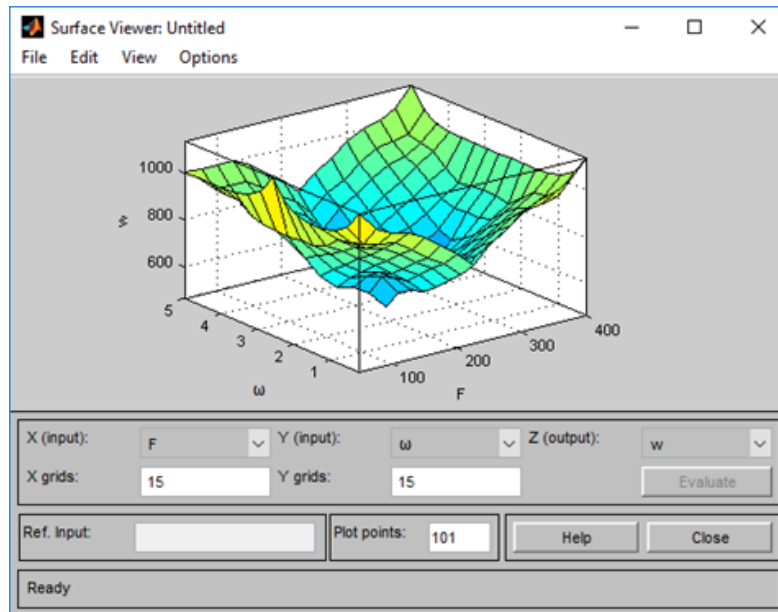 Surface Viewer: Untitled
File Edit View Options
1000
800
600
w
5
4
3
2
1
ω
100
200
300
400
F
X (input): F Y (input): ω Z (output): w
X grids: 15 Y grids: 15 Evaluate
Ref. Input: Plot points: 101 Help Close
Ready